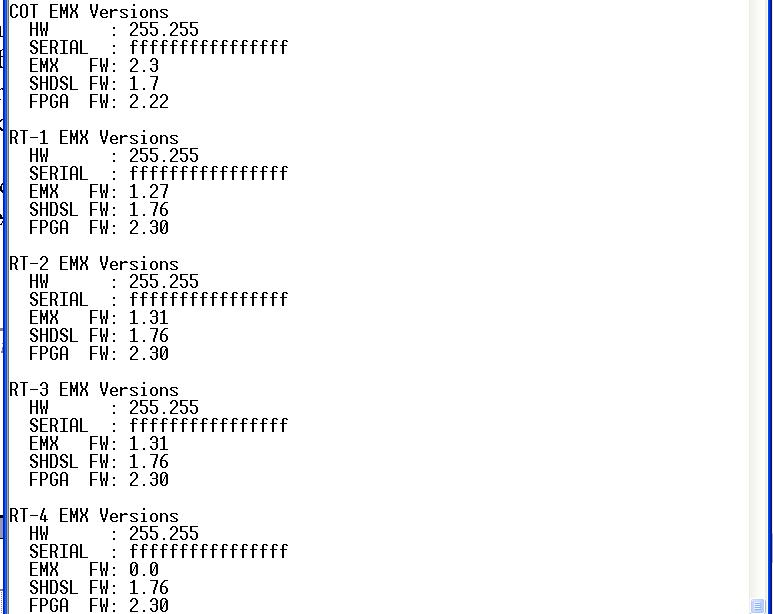 COT EMX Versions
HW : 255.255
SERIAL : ffffffffffffffff
EMX FW: 2.3
SHDSL FW: 1.7
FPGA FW: 2.22
RT-1 EMX Versions
HW : 255.255
SERIAL : ffffffffffffffff
EMX FW: 1.27
SHDSL FW: 1.76
FPGA FW: 2.30
RT-2 EMX Versions
HW : 255.255
SERIAL : ffffffffffffffff
EMX FW: 1.31
SHDSL FW: 1.76
FPGA FW: 2.30
RT-3 EMX Versions
HW : 255.255
SERIAL : ffffffffffffffff
EMX FW: 1.31
SHDSL FW: 1.76
FPGA FW: 2.30
RT-4 EMX Versions
HW : 255.255
SERIAL : ffffffffffffffff
EMX FW: 0.0
SHDSL FW: 1.76
FPGA FW: 2.30